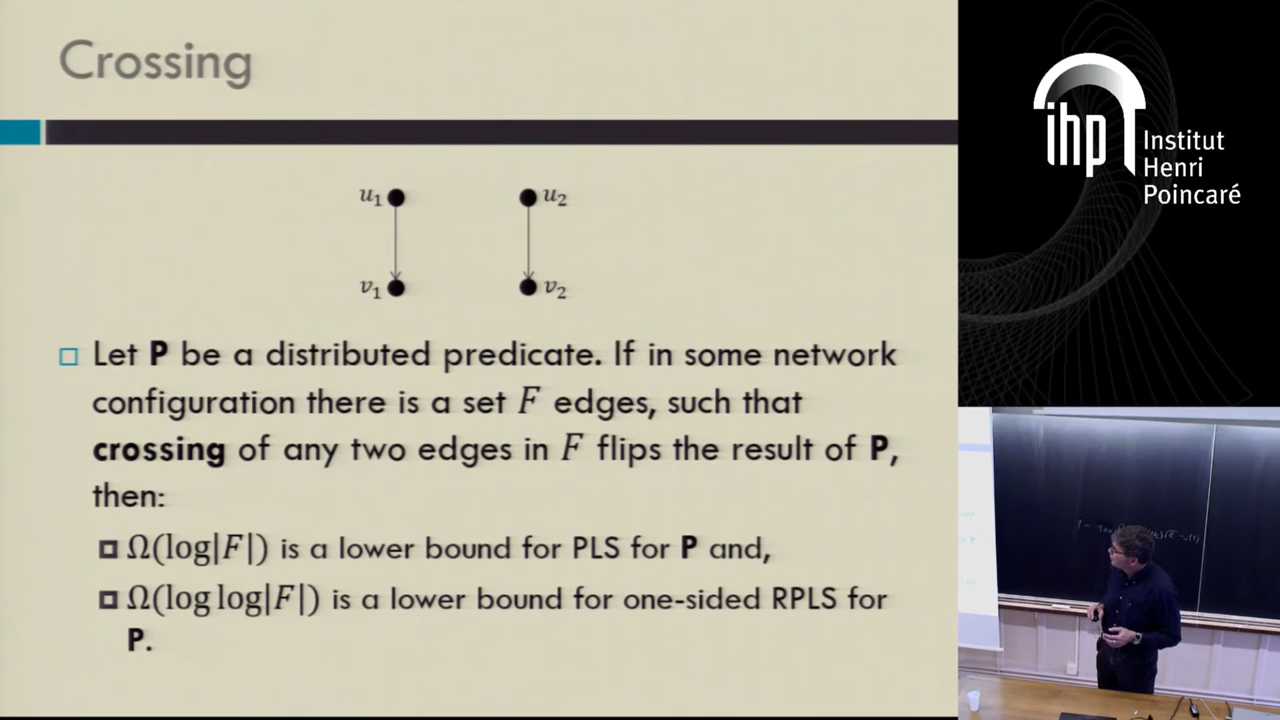 Crossing
u₁
u₂
v₁
v₂
Let P be a distributed predicate. If in some network
configuration there is a set F edges, such that
crossing of any two edges in F flips the result of P,
then:
Ω(log|F|) is a lower bound for PLS for P and,
Ω(log log|F|) is a lower bound for one-sided RPLS for
P.
ihp
Institut
Henri
Poincaré